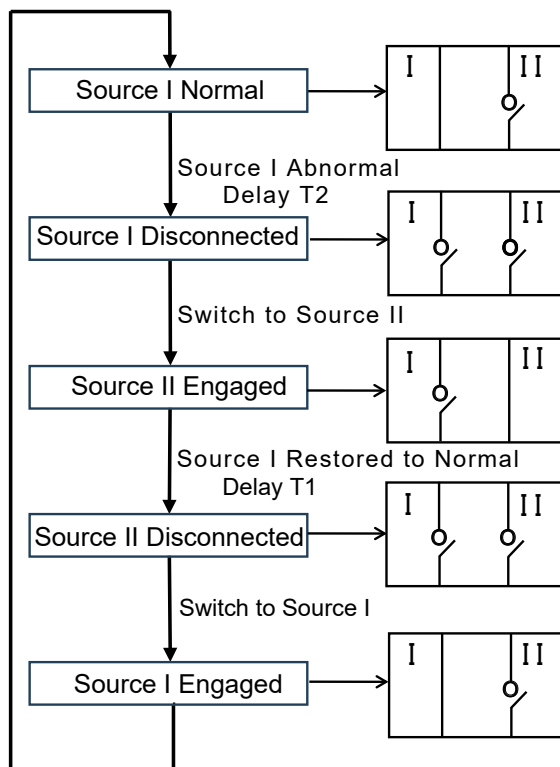 I II
Source I Normal
Source I Abnormal
Delay T2
I II
Source I Disconnected
Switch to Source II
I II
Source II Engaged
Source I Restored to Normal
Delay T1
I II
Source II Disconnected
Switch to Source I
I II
Source I Engaged